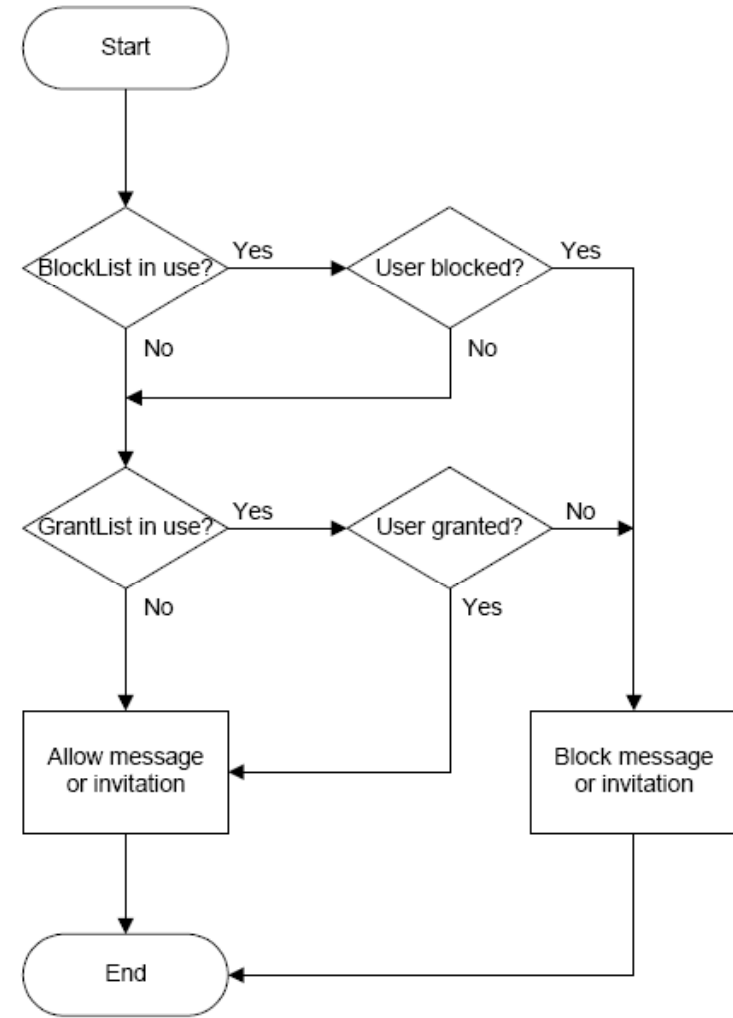 Start
BlockList in use?
Yes
User blocked?
Yes
No
No
GrantList in use?
Yes
User granted?
No
No
Yes
Allow message
or invitation
Block message
or invitation
End